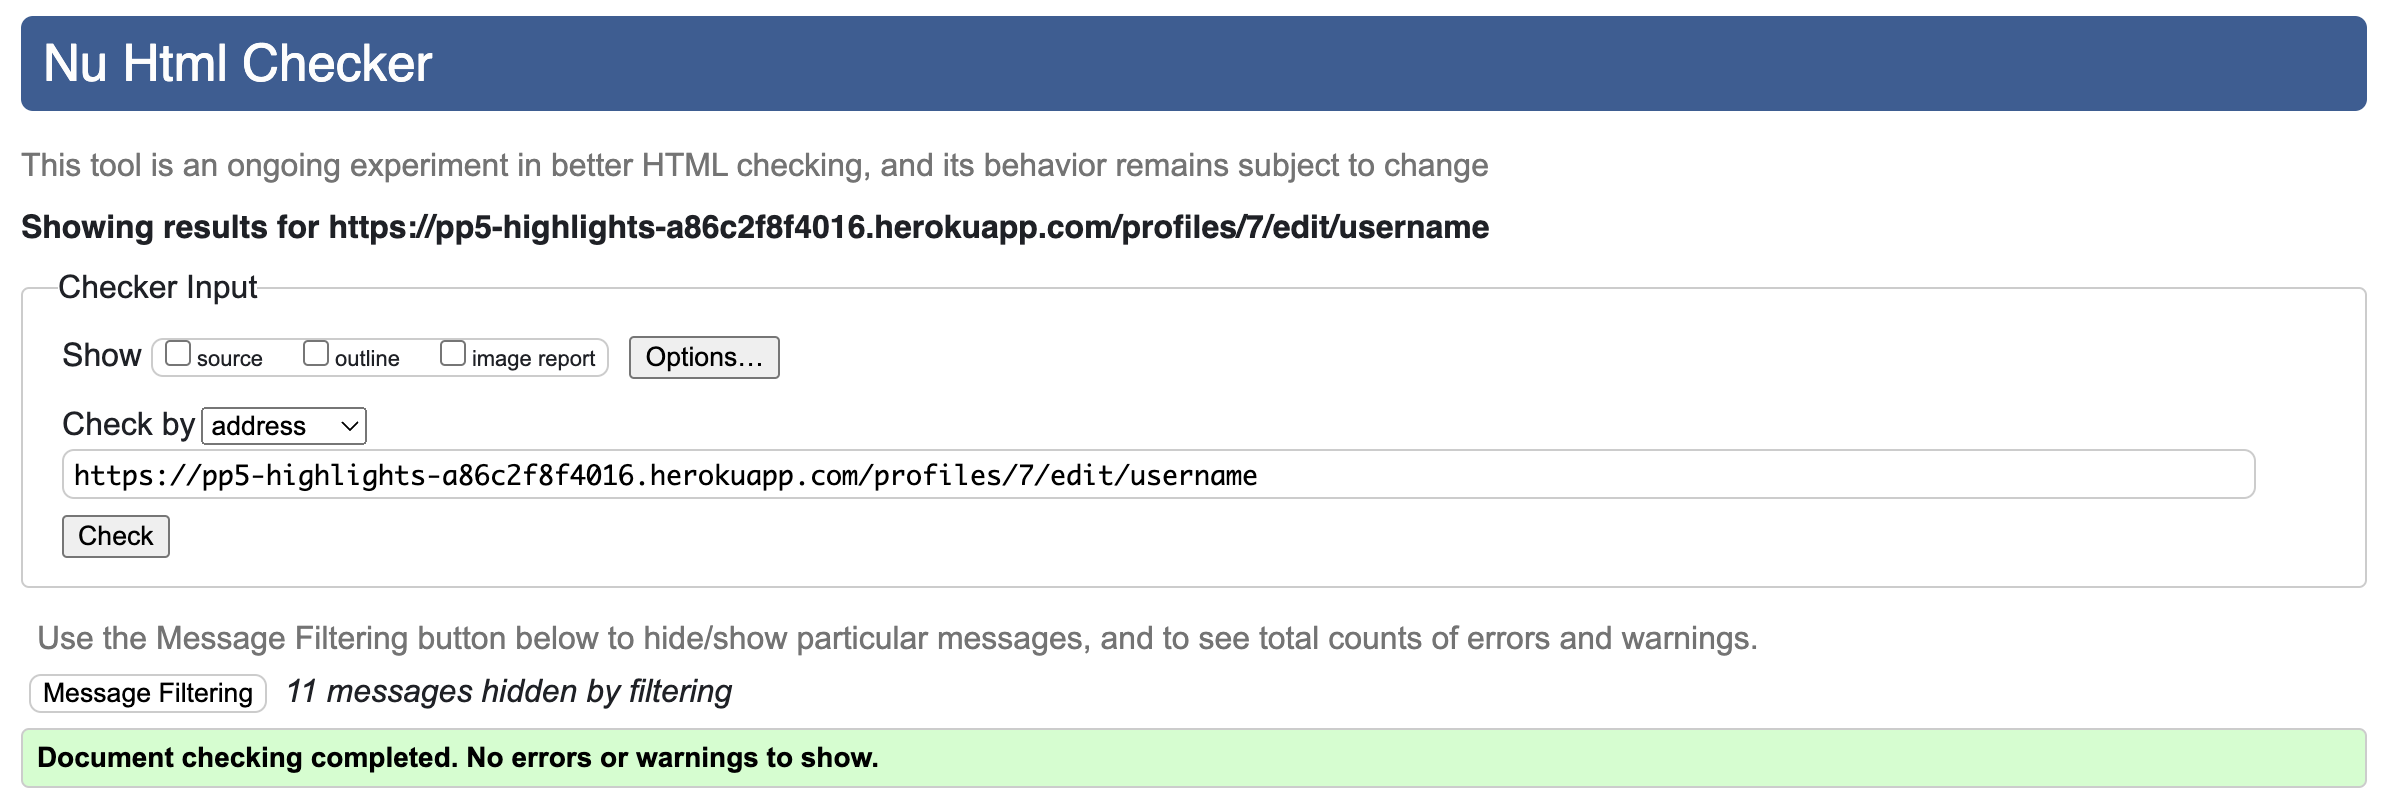 Nu Html Checker
This tool is an ongoing experiment in better HTML checking, and its behavior remains subject to change
Showing results for https://pp5-highlights-a86c2f8f4016.herokuapp.com/profiles/7/edit/username
Checker Input
Show source outline image report Options...
Check by address
https://pp5-highlights-a86c2f8f4016.herokuapp.com/profiles/7/edit/username
Check
Use the Message Filtering button below to hide/show particular messages, and to see total counts of errors and warnings.
Message Filtering 11 messages hidden by filtering
Document checking completed. No errors or warnings to show.